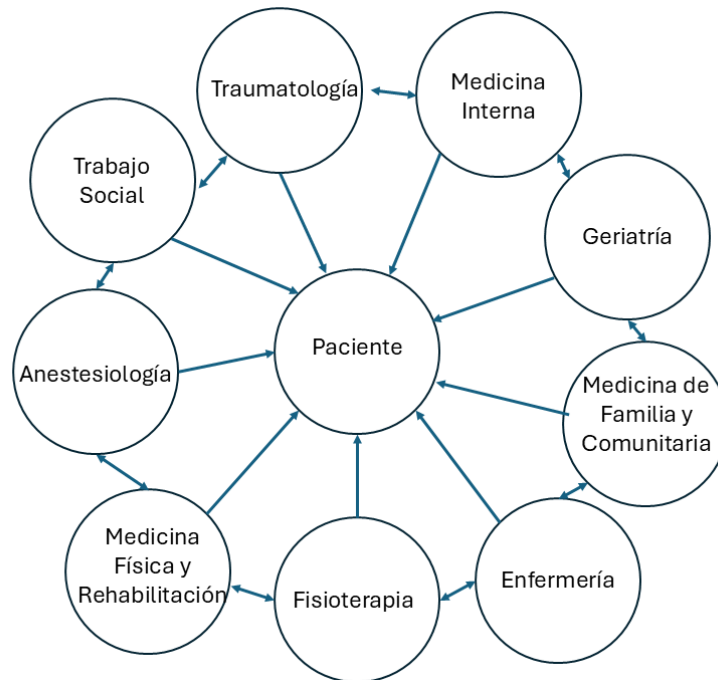 Traumatología
Medicina
Interna
Trabajo
Social
Geriatría
Paciente
Anestesiología
Medicina de
Familia y
Comunitaria
Medicina
Física y
Rehabilitación
Fisioterapia
Enfermería